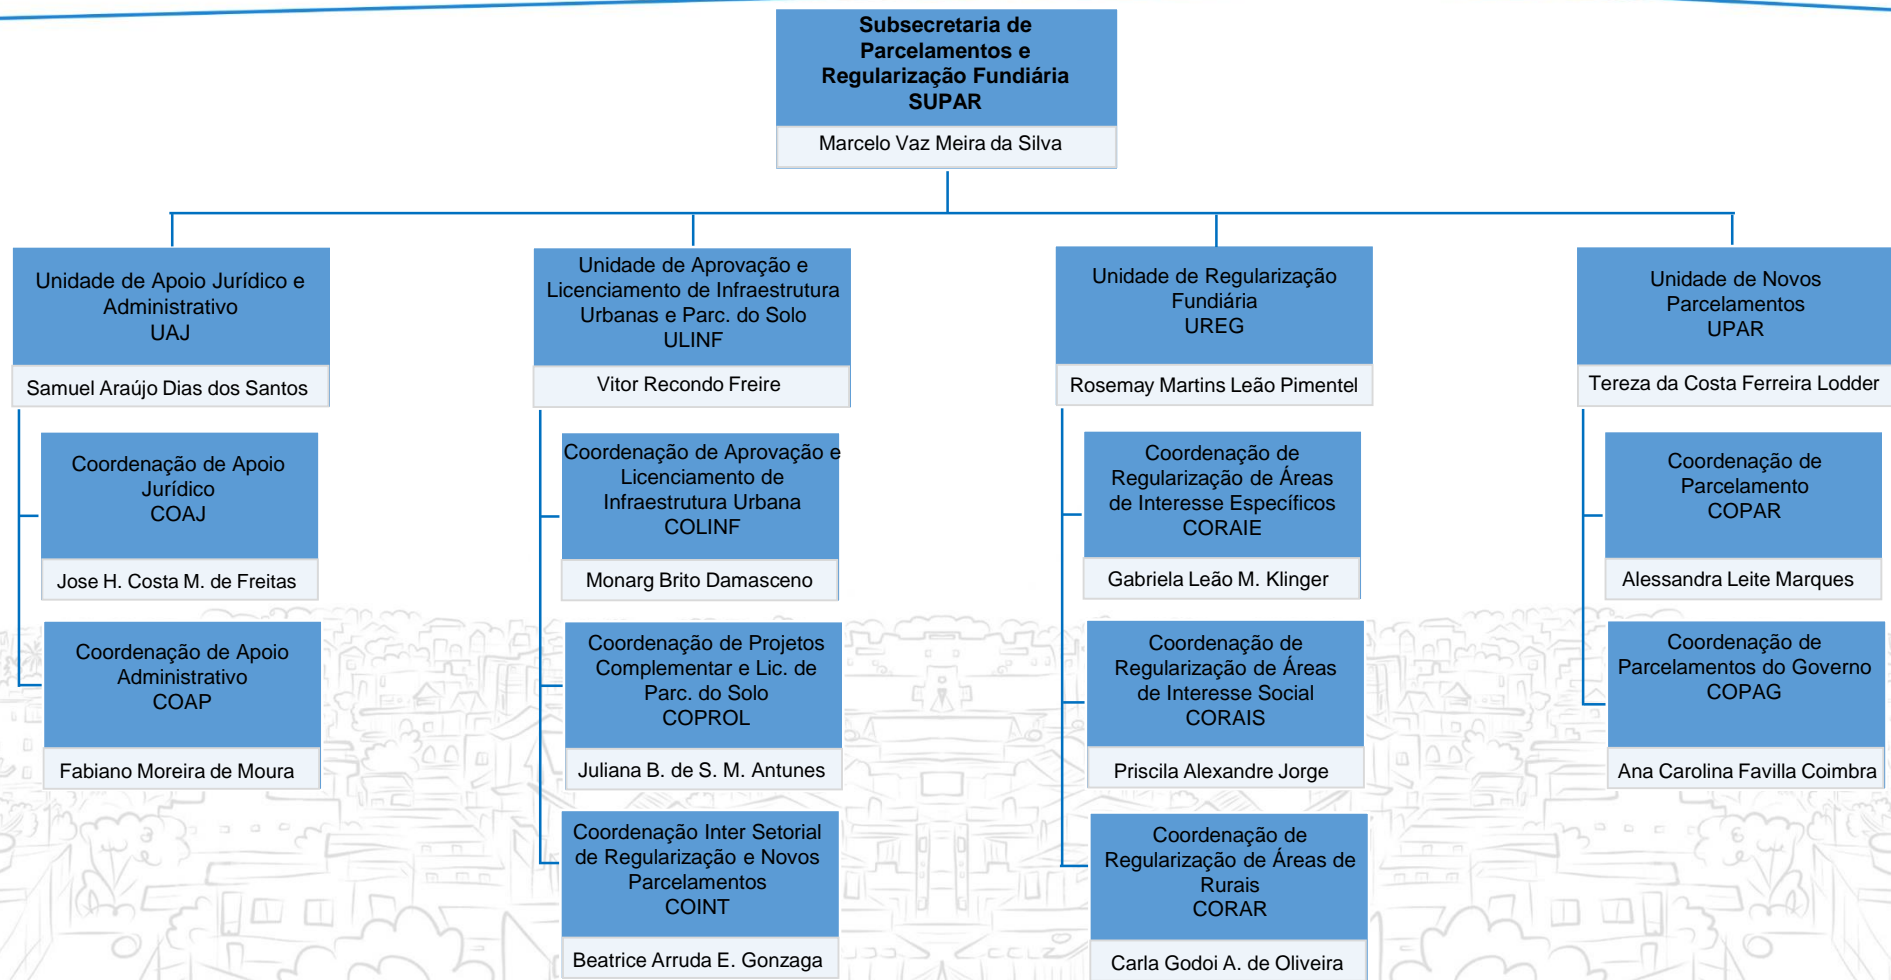 Subsecretaria de
Parcelamentos e
Regularização Fundiária
SUPAR
Marcelo Vaz Meira da Silva
Unidade de Apoio Jurídico e
Administrativo
UAJ
Samuel Araújo Dias dos Santos
Coordenação de Apoio
Jurídico
COAJ
Jose H. Costa M. de Freitas
Coordenação de Apoio
Administrativo
COAP
Fabiano Moreira de Moura
Unidade de Aprovação e
Licenciamento de Infraestrutura
Urbanas e Parc. do Solo
ULINF
Vitor Recondo Freire
Coordenação de Aprovação e
Licenciamento de
Infraestrutura Urbana
COLINF
Monarg Brito Damasceno
Coordenação de Projetos
Complementar e Lic. de
Parc. do Solo
COPROL
Juliana B. de S. M. Antunes
Coordenação Inter Setorial
de Regularização e Novos
Parcelamentos
COINT
Beatrice Arruda E. Gonzaga
Unidade de Regularização
Fundiária
UREG
Rosemay Martins Leão Pimentel
Coordenação de
Regularização de Áreas
de Interesse Específicos
CORAIE
Gabriela Leão M. Klinger
Coordenação de
Regularização de Áreas
de Interesse Social
CORAIS
Priscila Alexandre Jorge
Coordenação de
Regularização de Áreas de
Rurais
CORAR
Carla Godoi A. de Oliveira
Unidade de Novos
Parcelamentos
UPAR
Tereza da Costa Ferreira Lodder
Coordenação de
Parcelamento
COPAR
Alessandra Leite Marques
Coordenação de
Parcelamentos do Governo
COPAG
Ana Carolina Favilla Coimbra